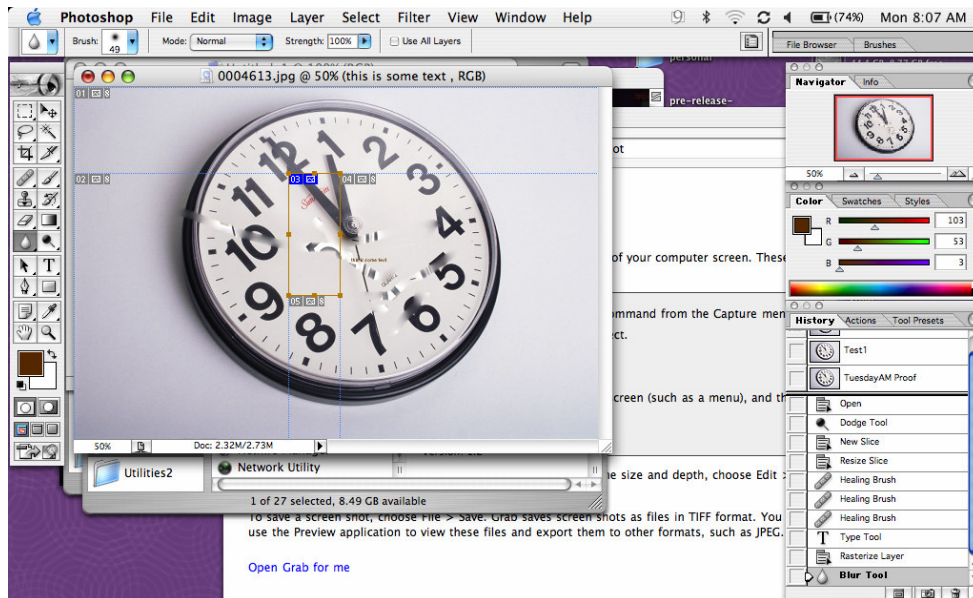 Photoshop File Edit Image Layer Select Filter View Window Help (74%) Mon 8:07 AM
Brush: 49 Mode: Normal Strength: 100% Use All Layers File Browser Brushes
personal
0004613.jpg @ 50% (this is some text , RGB)
pre-release-
01 8
12 1 2 3 4 5 6 7 8 9 10 11
02 8
03
04 8
this is some text
05 8
50% Doc: 2.32M/2.73M
Navigator Info
50%
Color Swatches Styles
R 103
G 53
B 3
History Actions Tool Presets
Test1
TuesdayAM Proof
Open
Dodge Tool
New Slice
Resize Slice
Healing Brush
Healing Brush
Healing Brush
Type Tool
Rasterize Layer
Blur Tool
of your computer screen. These
command from the Capture men
screen (such as a menu), and th
size and depth, choose Edit >
Utilities2
Network Utility
1 of 27 selected, 8.49 GB available
To save a screen shot, choose File > Save. Grab saves screen shots as files in TIFF format. You
use the Preview application to view these files and export them to other formats, such as JPEG.
Open Grab for me